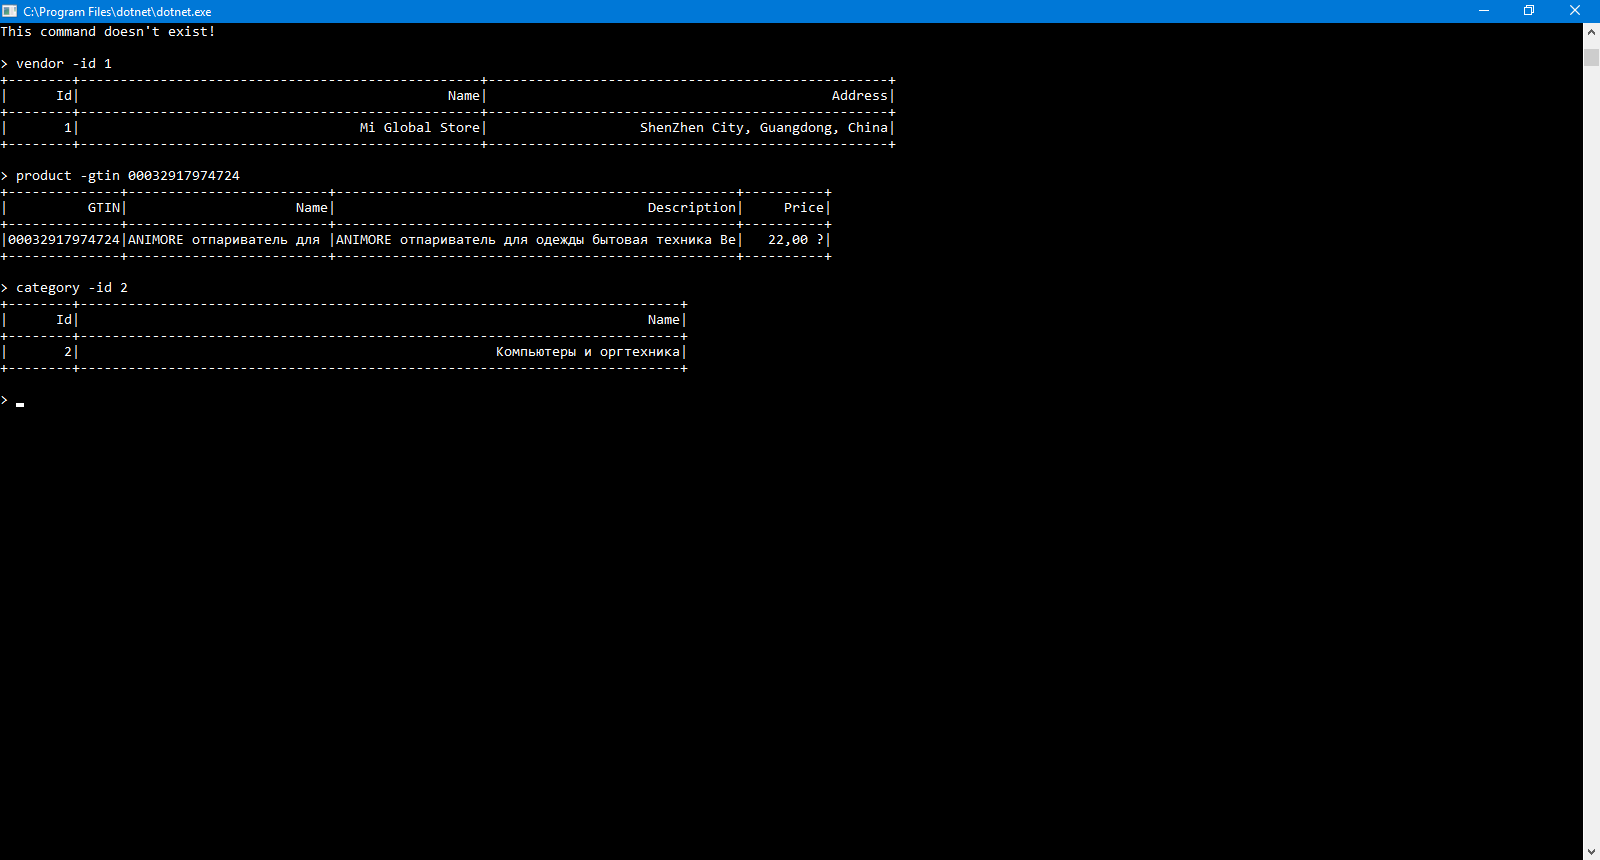 C:\Program Files\dotnet\dotnet.exe
This command doesn't exist!
> vendor -id 1
+--------+--------------------------------------------------+--------------------------------------------------+
|      Id|                                              Name|                                           Address|
+--------+--------------------------------------------------+--------------------------------------------------+
|       1|                                   Mi Global Store|                   ShenZhen City, Guangdong, China|
+--------+--------------------------------------------------+--------------------------------------------------+
> product -gtin 00032917974724
+--------------+-------------------------+--------------------------------------------------+----------+
|          GTIN|                     Name|                                       Description|     Price|
+--------------+-------------------------+--------------------------------------------------+----------+
|00032917974724|ANIMORE отпариватель для |ANIMORE отпариватель для одежды бытовая техника Ве|   22,00 ?|
+--------------+-------------------------+--------------------------------------------------+----------+
> category -id 2
+--------+---------------------------------------------------------------------------+
|      Id|                                                                       Name|
+--------+---------------------------------------------------------------------------+
|       2|                                                    Компьютеры и оргтехника|
+--------+---------------------------------------------------------------------------+
>